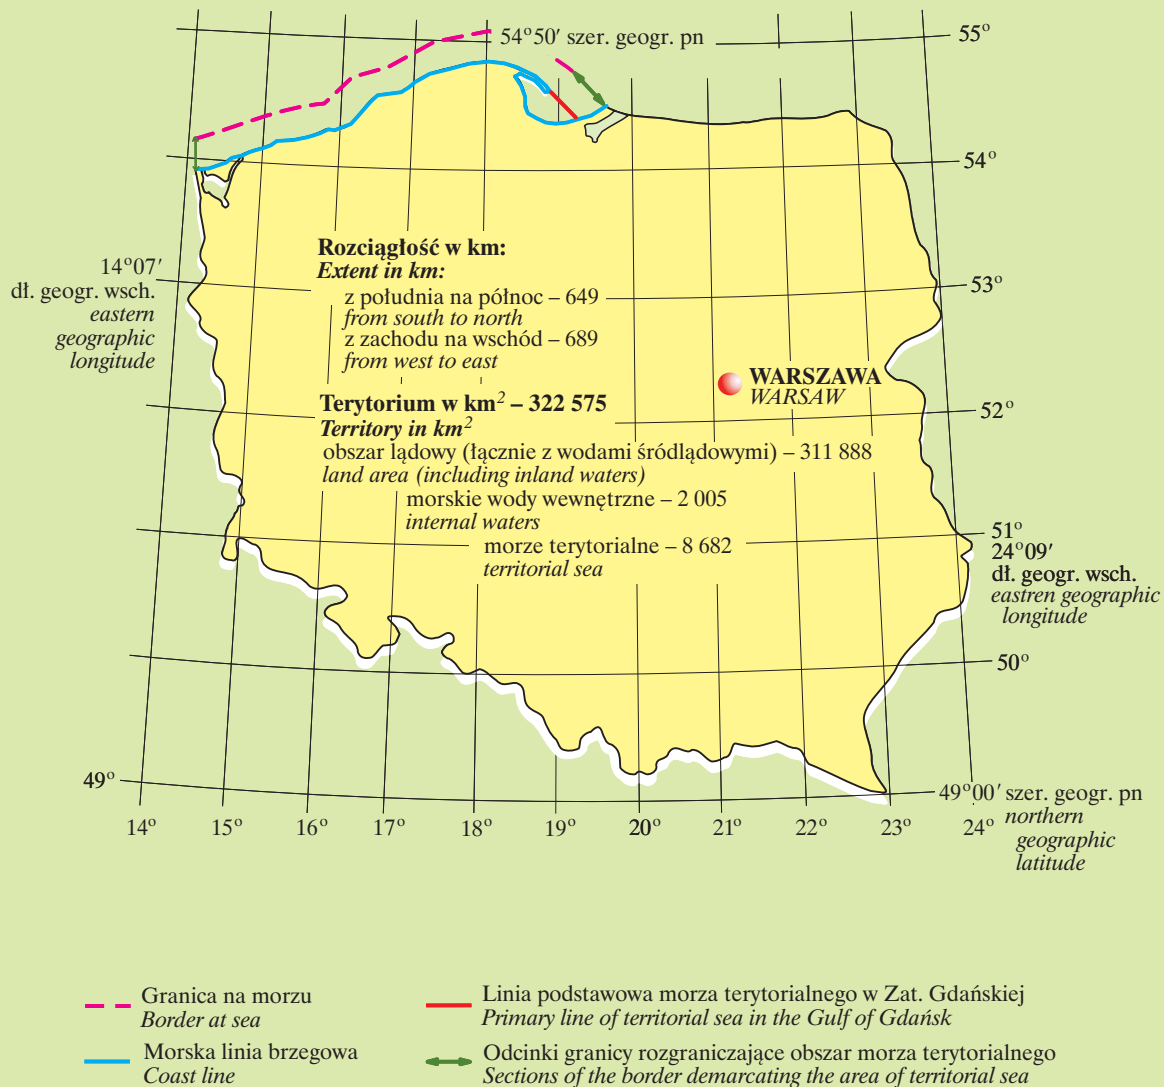 54°50′ szer. geogr. pn
55°
54°
53°
52°
51°
24°09′
dł. geogr. wsch.
eastren geographic
longitude
50°
49°00′ szer. geogr. pn
northern
geographic
latitude
14°07′
dł. geogr. wsch.
eastern
geographic
longitude
Rozciągłość w km:
Extent in km:
z południa na północ – 649
from south to north
z zachodu na wschód – 689
from west to east
WARSZAWA
WARSAW
Terytorium w km² – 322 575
Territory in km²
obszar lądowy (łącznie z wodami śródlądowymi) – 311 888
land area (including inland waters)
morskie wody wewnętrzne – 2 005
internal waters
morze terytorialne – 8 682
territorial sea
49°
14° 15° 16° 17° 18° 19° 20° 21° 22° 23° 24°
Granica na morzu
Border at sea
Morska linia brzegowa
Coast line
Linia podstawowa morza terytorialnego w Zat. Gdańskiej
Primary line of territorial sea in the Gulf of Gdańsk
Odcinki granicy rozgraniczające obszar morza terytorialnego
Sections of the border demarcating the area of territorial sea